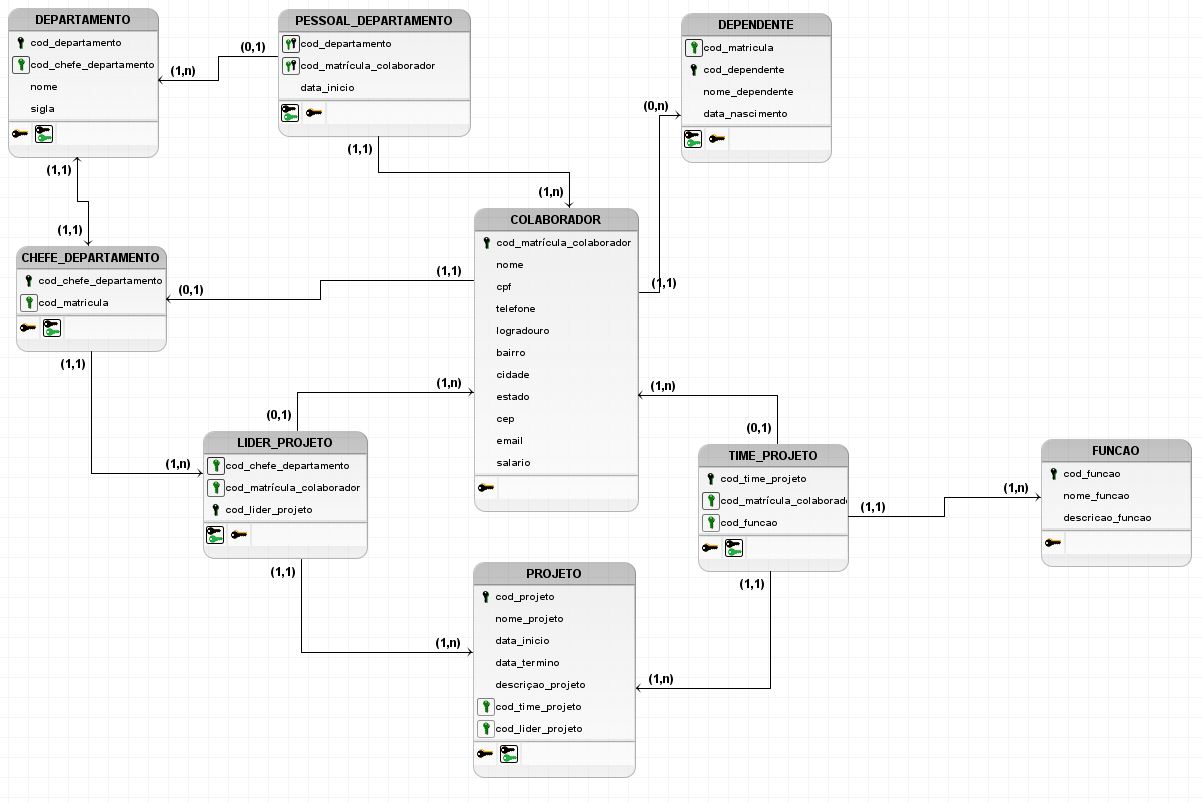 DEPARTAMENTO
cod_departamento
cod_chefe_departamento
nome
sigla
(1,n)
(0,1)
PESSOAL_DEPARTAMENTO
cod_departamento
cod_matrícula_colaborador
data_inicio
(1,1)
(1,n)
DEPENDENTE
cod_matricula
cod_dependente
nome_dependente
data_nascimento
(0,n)
(1,1)
(1,1)
(1,1)
CHEFE_DEPARTAMENTO
cod_chefe_departamento
cod_matricula
(0,1)
(1,1)
COLABORADOR
cod_matrícula_colaborador
nome
cpf
telefone
logradouro
bairro
cidade
estado
cep
email
salario
(1,1)
(1,n)
(0,1)
(1,n)
LIDER_PROJETO
cod_chefe_departamento
cod_matrícula_colaborador
cod_lider_projeto
(1,n)
(0,1)
TIME_PROJETO
cod_time_projeto
cod_matrícula_colaborad
cod_funcao
(1,1)
(1,n)
FUNCAO
cod_funcao
nome_funcao
descricao_funcao
(1,1)
(1,n)
PROJETO
cod_projeto
nome_projeto
data_inicio
data_termino
descriçao_projeto
cod_time_projeto
cod_lider_projeto
(1,1)
(1,n)